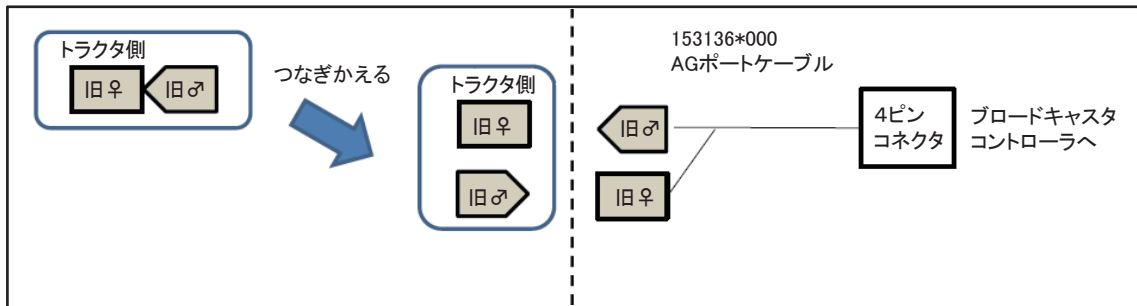 トラクタ側
旧♀
旧♂
つなぎかえる
トラクタ側
旧♀
旧♂
153136*000
AGポートケーブル
旧♂
旧♀
4ピン
コネクタ
ブロードキャスタ
コントローラへ